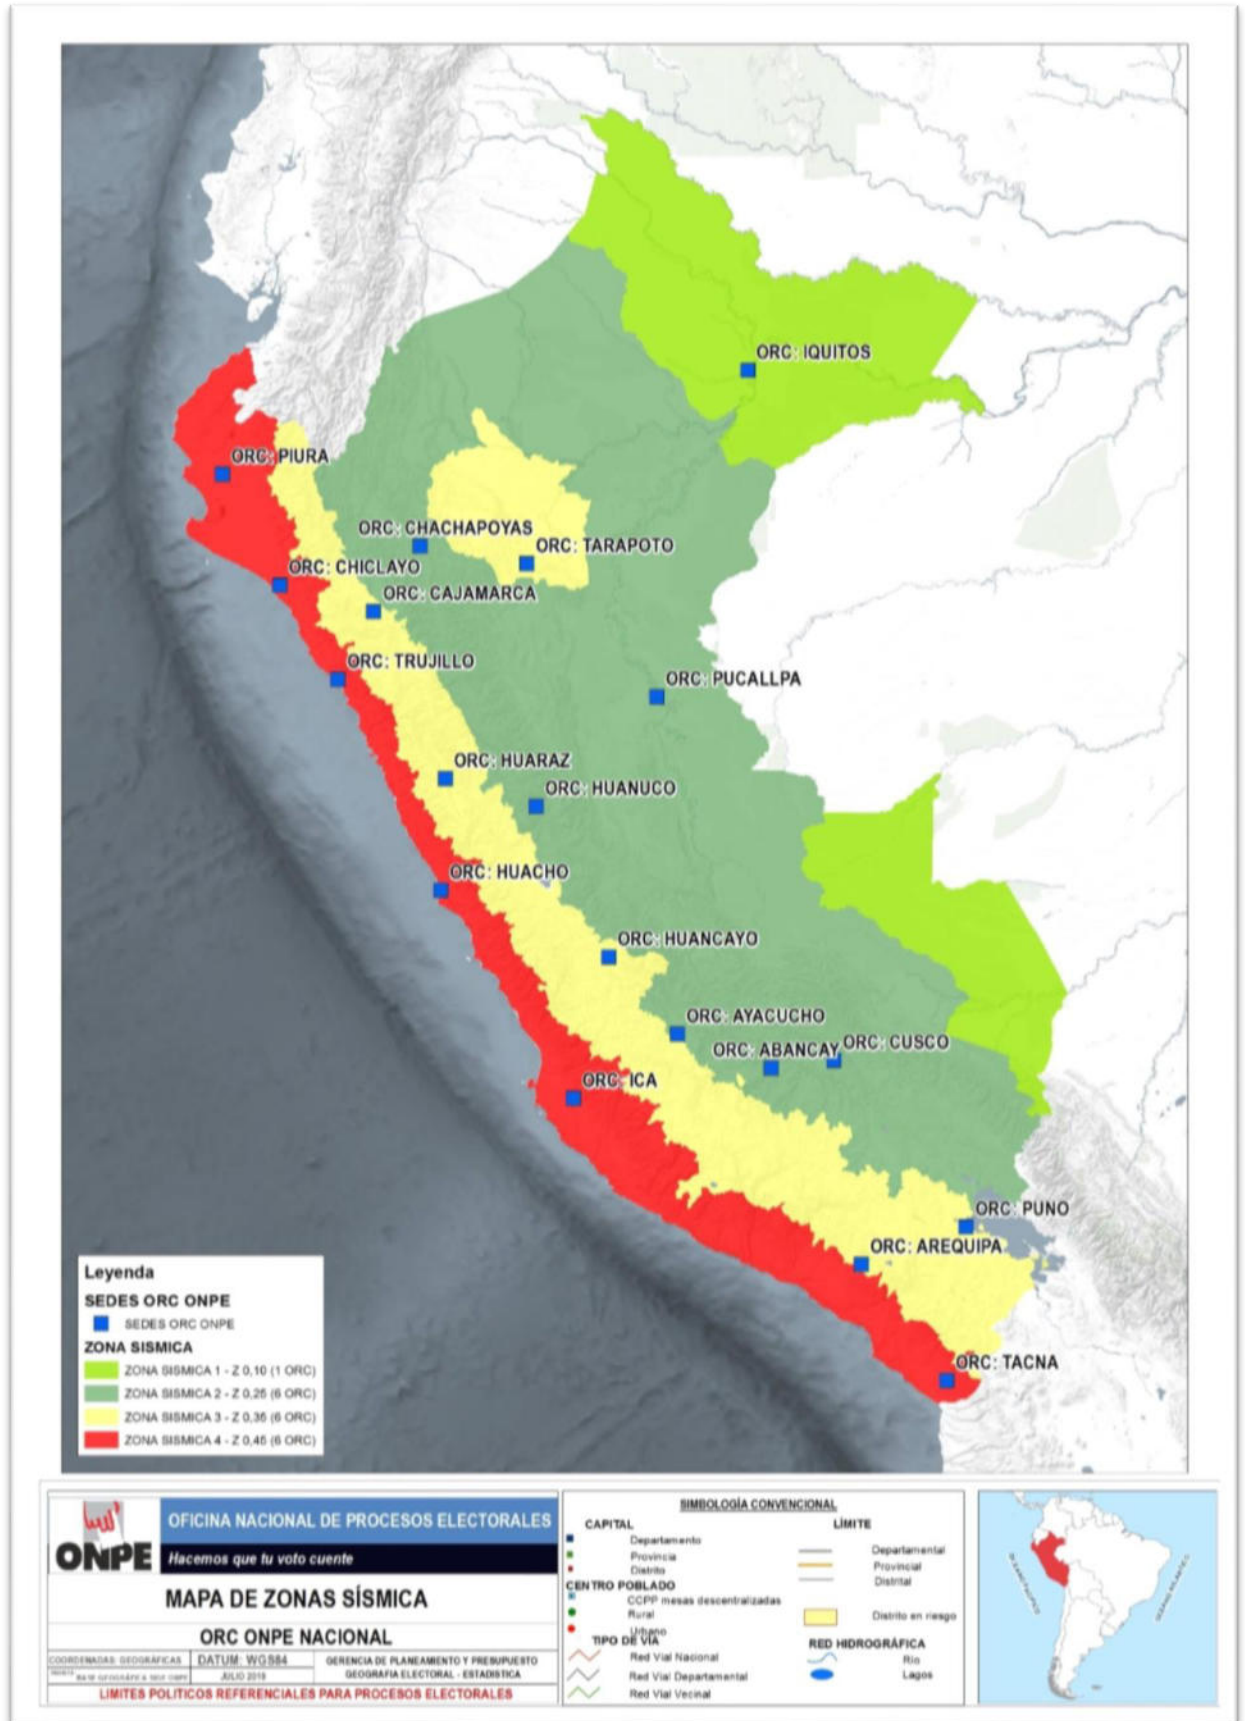 ORC: IQUITOS
ORC: PIURA
ORC: CHACHAPOYAS
ORC: TARAPOTO
ORC: CHICLAYO
ORC: CAJAMARCA
ORC: TRUJILLO
ORC: PUCALLPA
ORC: HUARAZ
ORC: HUANUCO
ORC: HUACHO
ORC: HUANCAYO
ORC: AYACUCHO
ORC: ABANCAY
ORC: CUSCO
ORC: ICA
ORC: PUNO
ORC: AREQUIPA
ORC: TACNA
Leyenda
SEDES ORC ONPE
SEDES ORC ONPE
ZONA SISMICA
ZONA SISMICA 1 - Z 0,10 (1 ORC)
ZONA SISMICA 2 - Z 0,25 (6 ORC)
ZONA SISMICA 3 - Z 0,35 (6 ORC)
ZONA SISMICA 4 - Z 0,45 (6 ORC)
ONPE
OFICINA NACIONAL DE PROCESOS ELECTORALES
Hacemos que tu voto cuente
MAPA DE ZONAS SÍSMICA
ORC ONPE NACIONAL
COORDENADAS: GEOGRÁFICAS
DATUM: WGS84
GERENCIA DE PLANEAMIENTO Y PRESUPUESTO
GEOGRAFIA ELECTORAL - ESTADISTICA
LIMITES POLITICOS REFERENCIALES PARA PROCESOS ELECTORALES
SIMBOLOGÍA CONVENCIONAL
CAPITAL
Departamento
Provincia
Distrito
CENTRO POBLADO
CCPP mesas descentralizadas
Rural
Urbano
TIPO DE VÍA
Red Vial Nacional
Red Vial Departamental
Red Vial Vecinal
LÍMITE
Departamental
Provincial
Distrital
Distrito en riesgo
RED HIDROGRÁFICA
Río
Lagos